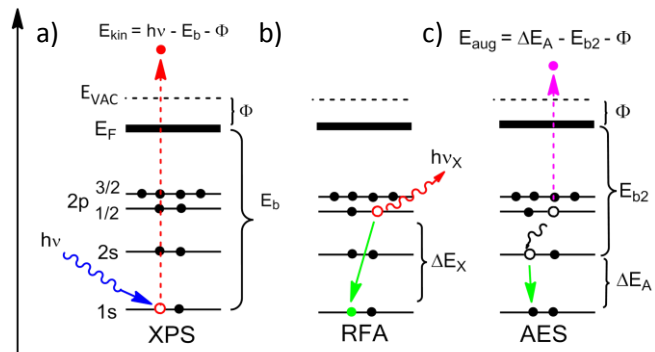 a) E_kin = hν - E_b - Φ
b)
c) E_aug = ΔE_A - E_b2 - Φ
E_VAC
Φ
Φ
E_F
E_b
E_b2
hν_X
3/2
2p
1/2
hν
2s
ΔE_X
ΔE_A
1s
XPS
RFA
AES